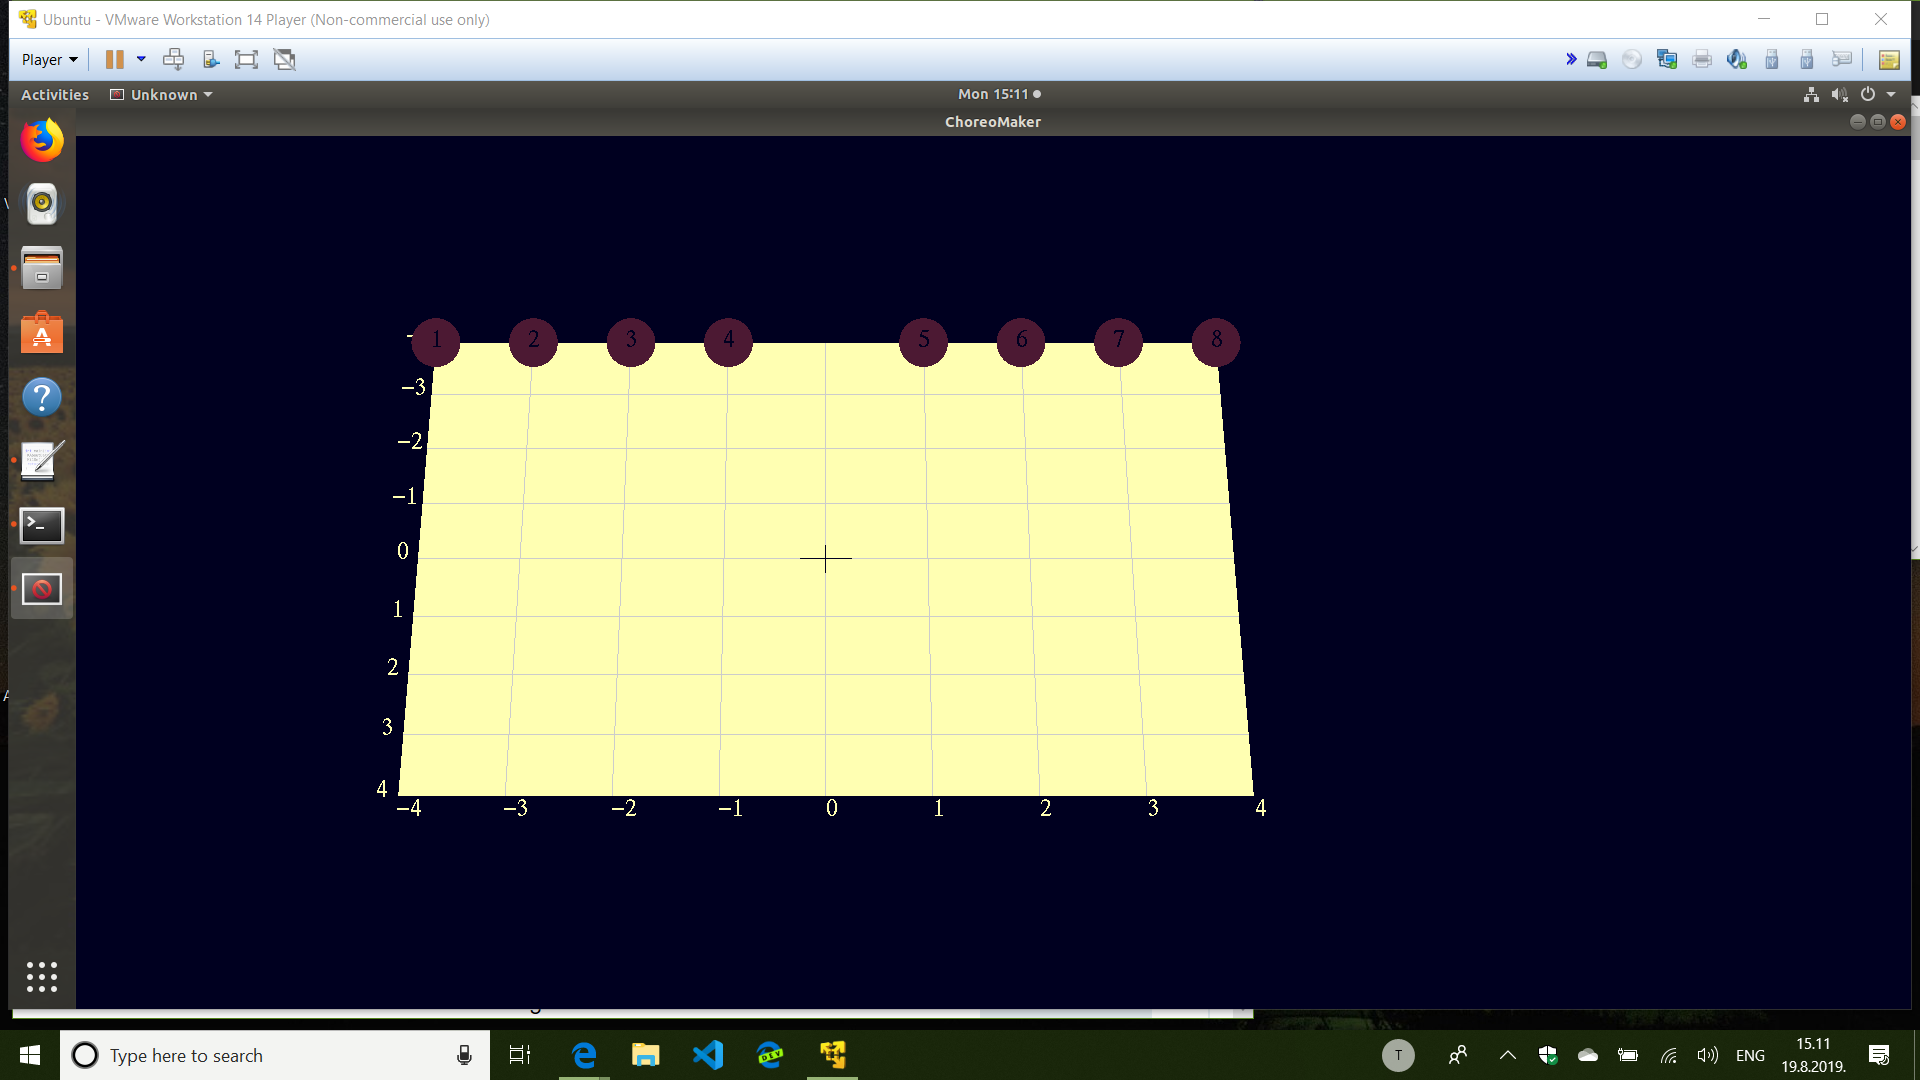 Ubuntu - VMware Workstation 14 Player (Non-commercial use only)
Player
Activities Unknown Mon 15:11
ChoreoMaker
1 2 3 4 5 6 7 8
−3
−2
−1
0
1
2
3
4
−4 −3 −2 −1 0 1 2 3 4
Type here to search
DEV
T
ENG
15.11
19.8.2019.